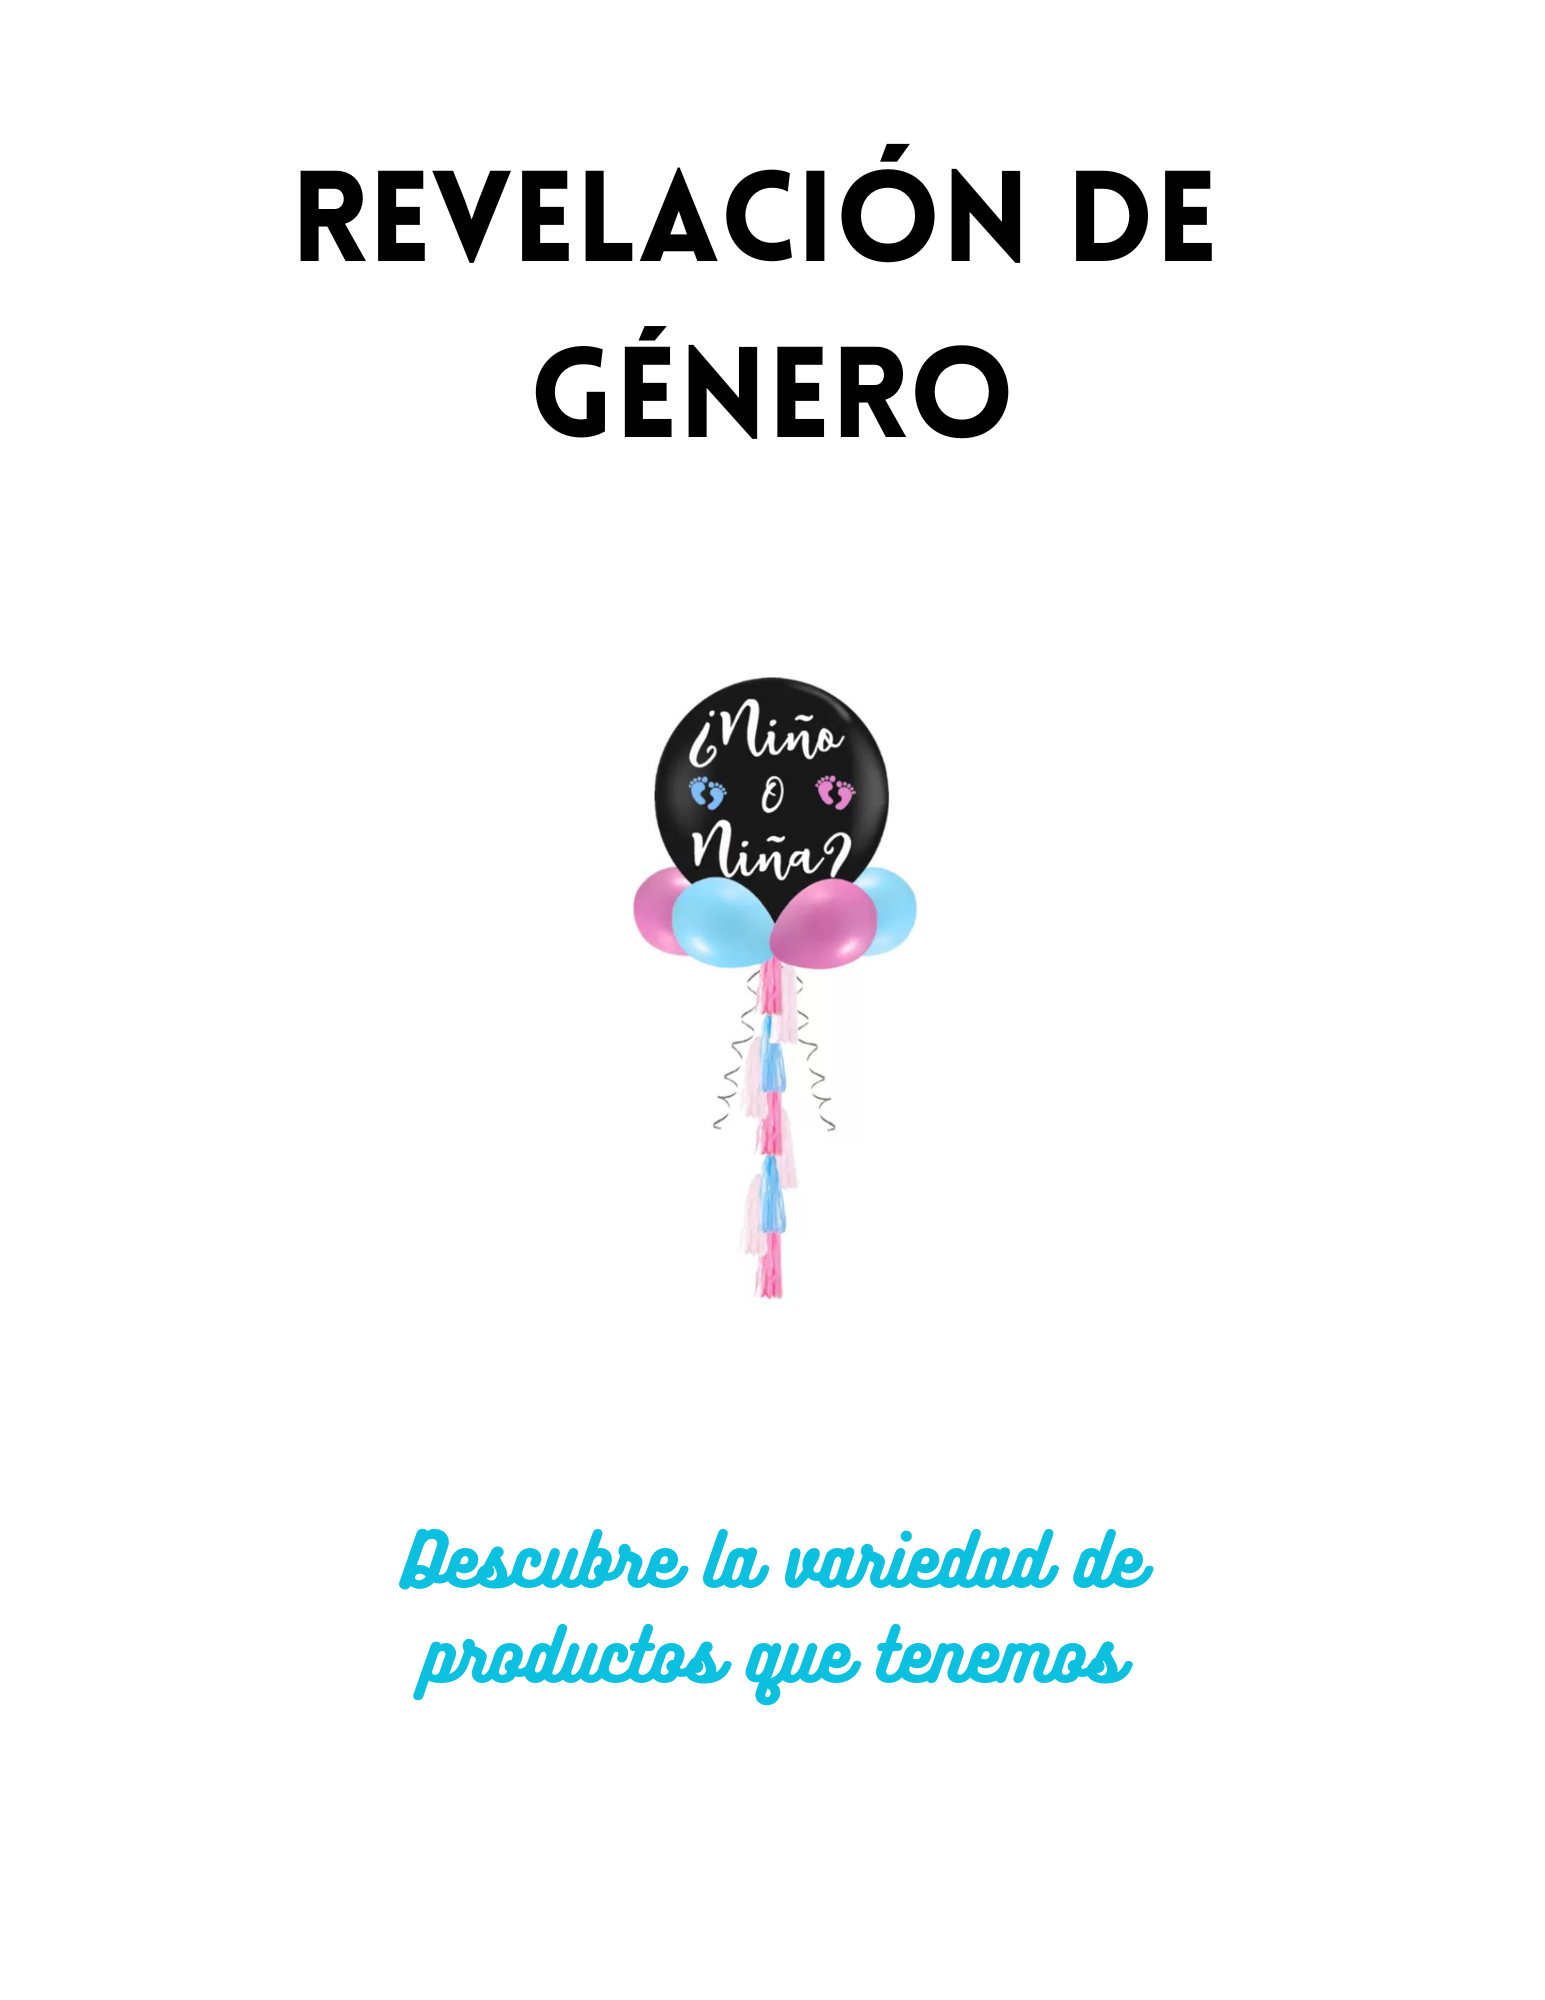 REVELACIÓN DE
GÉNERO
¿Niño
o
Niña?
Descubre la variedad de
productos que tenemos